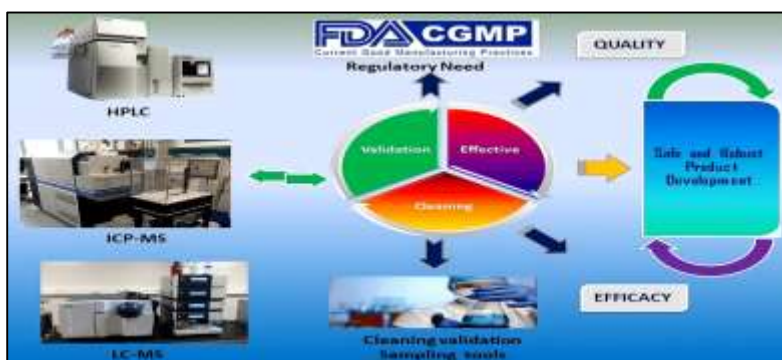 FDA CGMP
Current Good Manufacturing Practices
Regulatory Need
QUALITY
HPLC
Validation
Effective
Safe and Robust
Product
Development.
Cleaning
ICP-MS
EFFICACY
LC-MS
Cleaning validation
Sampling tools